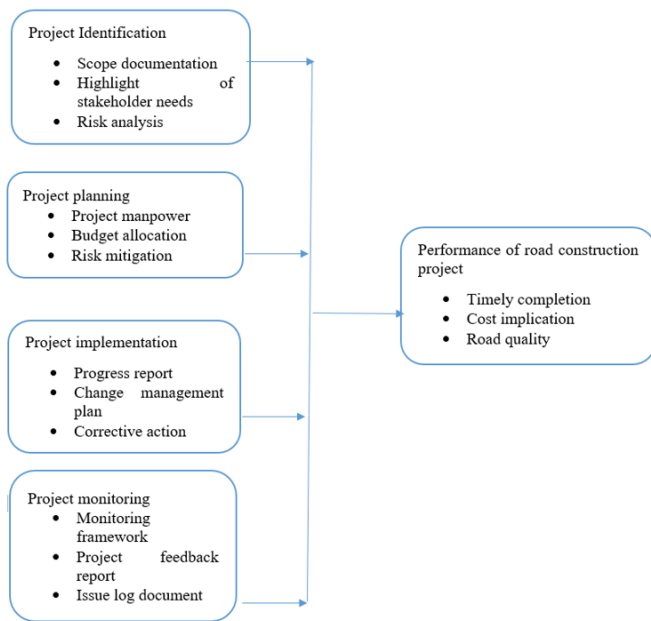 Project Identification
• Scope documentation
• Highlight of
stakeholder needs
• Risk analysis
Project planning
• Project manpower
• Budget allocation
• Risk mitigation
Project implementation
• Progress report
• Change management
plan
• Corrective action
Project monitoring
• Monitoring
framework
• Project feedback
report
• Issue log document
Performance of road construction
project
• Timely completion
• Cost implication
• Road quality